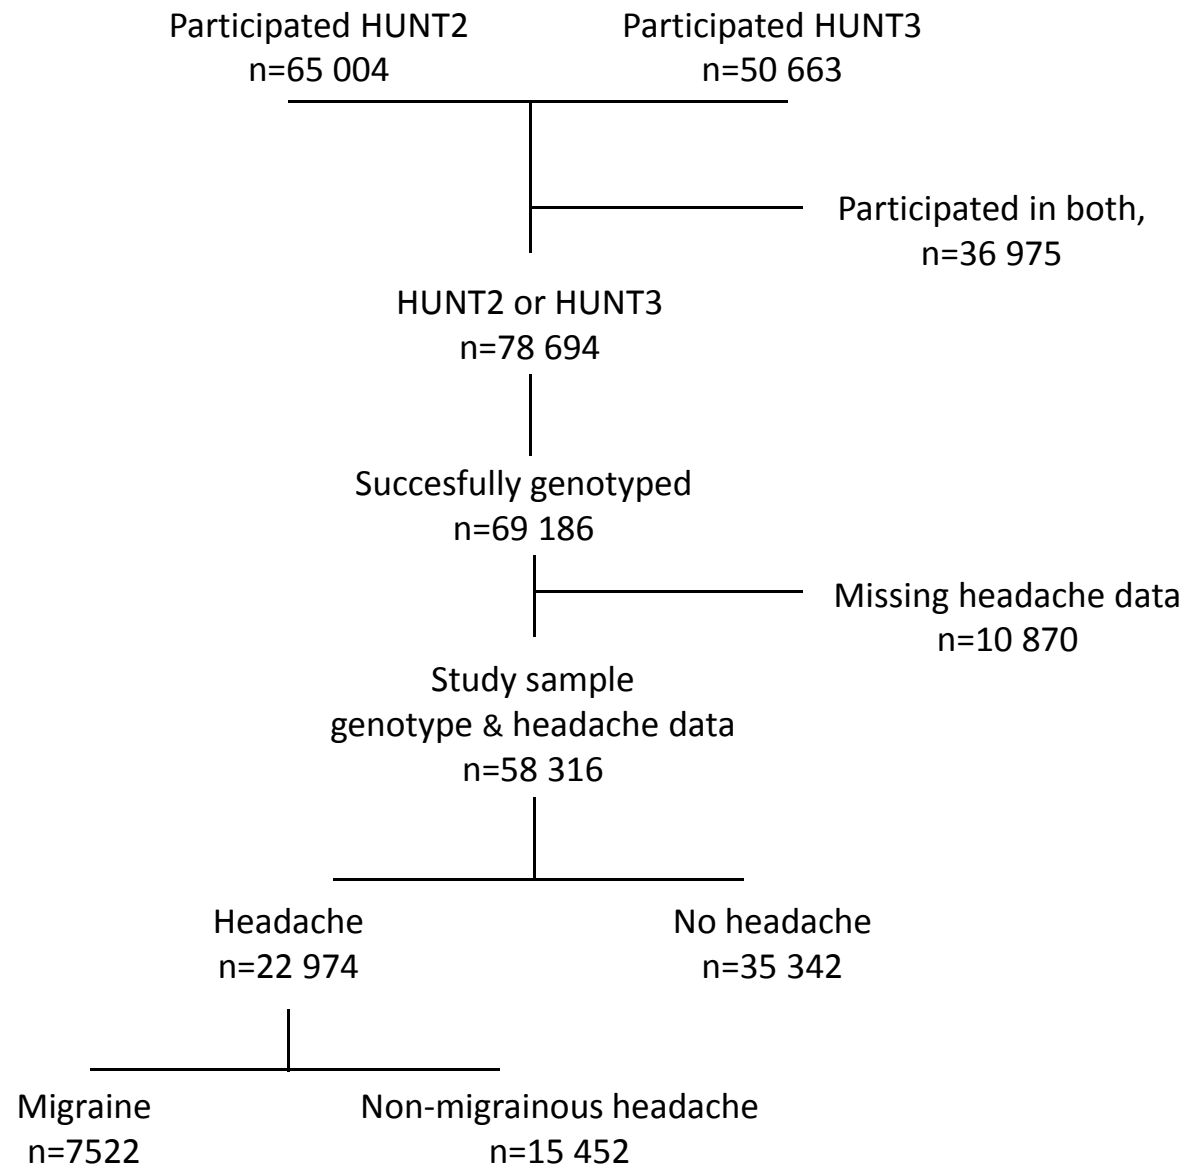 Participated HUNT2
n=65 004
Participated HUNT3
n=50 663
Participated in both,
n=36 975
HUNT2 or HUNT3
n=78 694
Succesfully genotyped
n=69 186
Missing headache data
n=10 870
Study sample
genotype & headache data
n=58 316
Headache
n=22 974
No headache
n=35 342
Migraine
n=7522
Non-migrainous headache
n=15 452